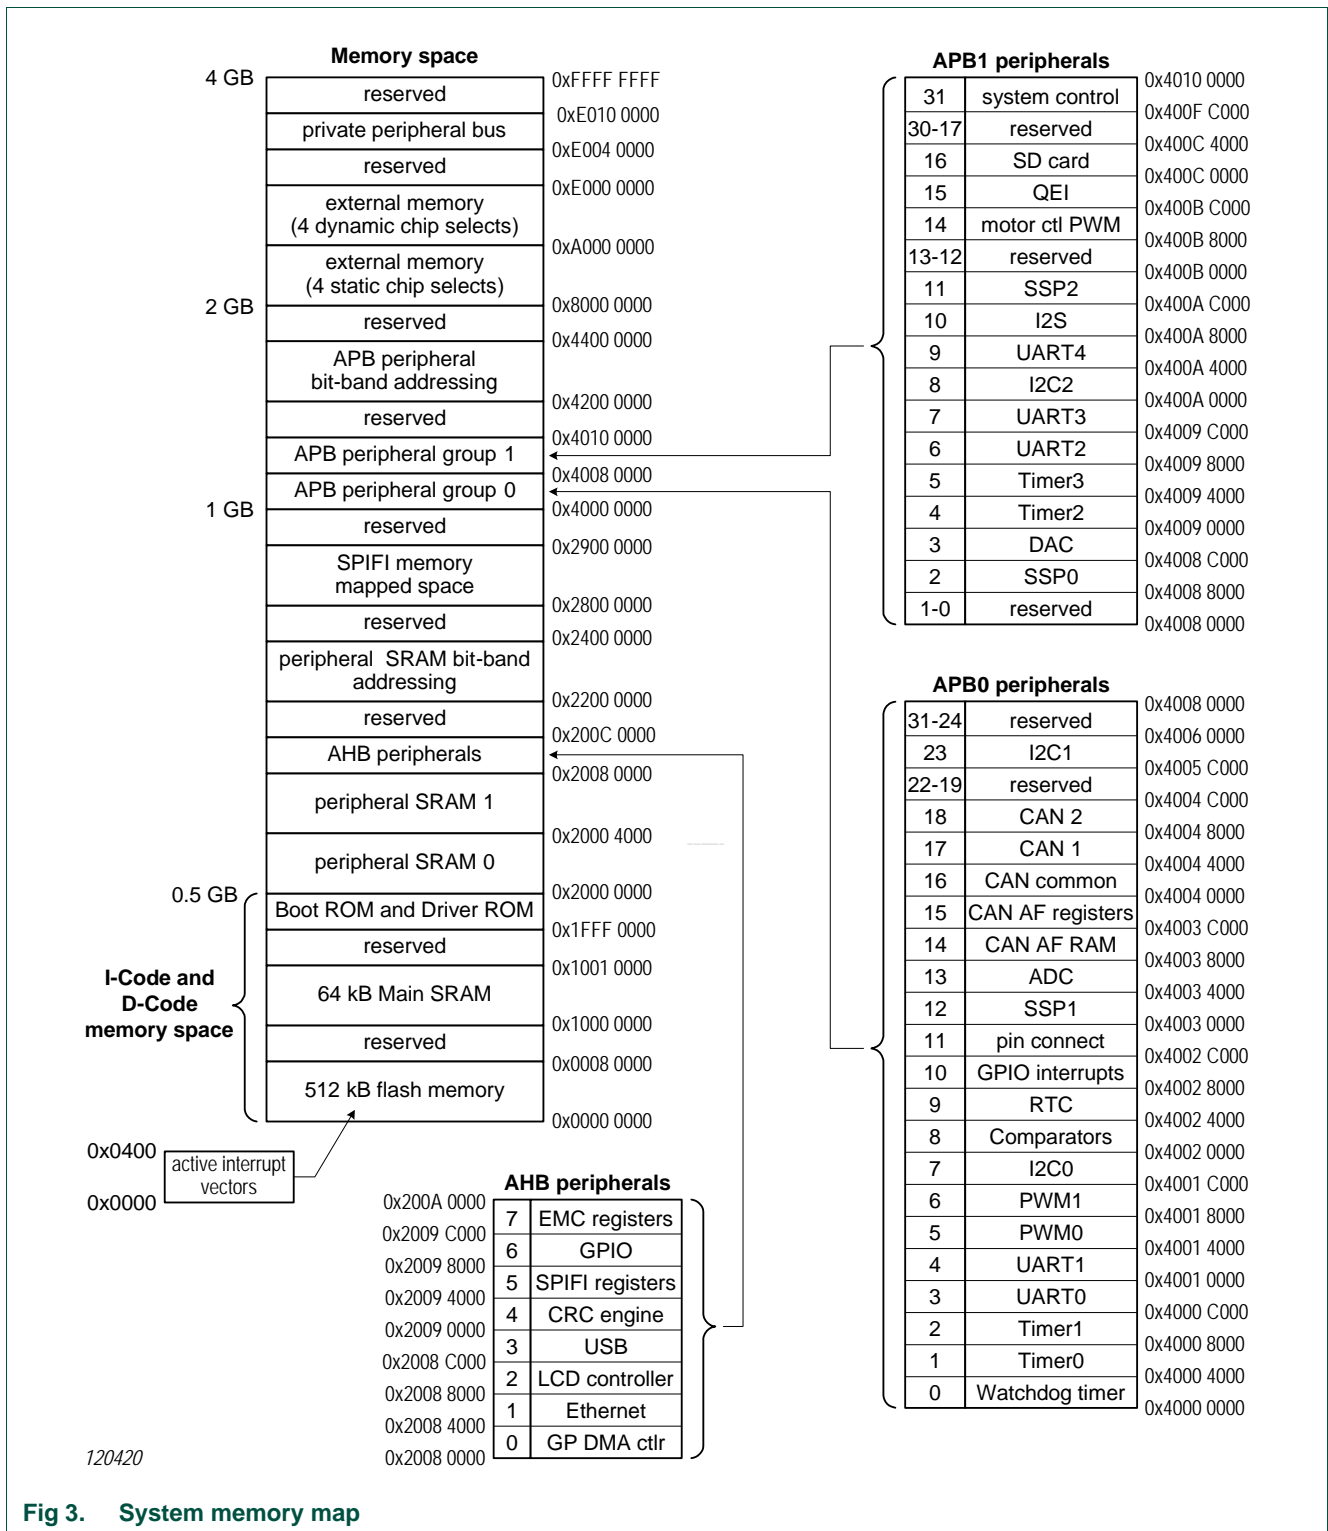 Memory space
4 GB
0xFFFF FFFF
reserved
0xE010 0000
private peripheral bus
0xE004 0000
reserved
0xE000 0000
external memory
(4 dynamic chip selects)
0xA000 0000
external memory
(4 static chip selects)
2 GB
0x8000 0000
reserved
0x4400 0000
APB peripheral
bit-band addressing
0x4200 0000
reserved
0x4010 0000
APB peripheral group 1
0x4008 0000
APB peripheral group 0
1 GB
0x4000 0000
reserved
0x2900 0000
SPIFI memory
mapped space
0x2800 0000
reserved
0x2400 0000
peripheral SRAM bit-band
addressing
0x2200 0000
reserved
0x200C 0000
AHB peripherals
0x2008 0000
peripheral SRAM 1
0x2000 4000
peripheral SRAM 0
0.5 GB
0x2000 0000
Boot ROM and Driver ROM
0x1FFF 0000
reserved
0x1001 0000
I-Code and
D-Code
memory space
64 kB Main SRAM
0x1000 0000
reserved
0x0008 0000
512 kB flash memory
0x0000 0000
0x0400
active interrupt
vectors
0x0000
AHB peripherals
0x200A 0000
7 EMC registers
0x2009 C000
6 GPIO
0x2009 8000
5 SPIFI registers
0x2009 4000
4 CRC engine
0x2009 0000
3 USB
0x2008 C000
2 LCD controller
0x2008 8000
1 Ethernet
0x2008 4000
0 GP DMA ctlr
0x2008 0000
APB1 peripherals
0x4010 0000
31 system control
0x400F C000
30-17 reserved
0x400C 4000
16 SD card
0x400C 0000
15 QEI
0x400B C000
14 motor ctl PWM
0x400B 8000
13-12 reserved
0x400B 0000
11 SSP2
0x400A C000
10 I2S
0x400A 8000
9 UART4
0x400A 4000
8 I2C2
0x400A 0000
7 UART3
0x4009 C000
6 UART2
0x4009 8000
5 Timer3
0x4009 4000
4 Timer2
0x4009 0000
3 DAC
0x4008 C000
2 SSP0
0x4008 8000
1-0 reserved
0x4008 0000
APB0 peripherals
0x4008 0000
31-24 reserved
0x4006 0000
23 I2C1
0x4005 C000
22-19 reserved
0x4004 C000
18 CAN 2
0x4004 8000
17 CAN 1
0x4004 4000
16 CAN common
0x4004 0000
15 CAN AF registers
0x4003 C000
14 CAN AF RAM
0x4003 8000
13 ADC
0x4003 4000
12 SSP1
0x4003 0000
11 pin connect
0x4002 C000
10 GPIO interrupts
0x4002 8000
9 RTC
0x4002 4000
8 Comparators
0x4002 0000
7 I2C0
0x4001 C000
6 PWM1
0x4001 8000
5 PWM0
0x4001 4000
4 UART1
0x4001 0000
3 UART0
0x4000 C000
2 Timer1
0x4000 8000
1 Timer0
0x4000 4000
0 Watchdog timer
0x4000 0000
120420
Fig 3. System memory map